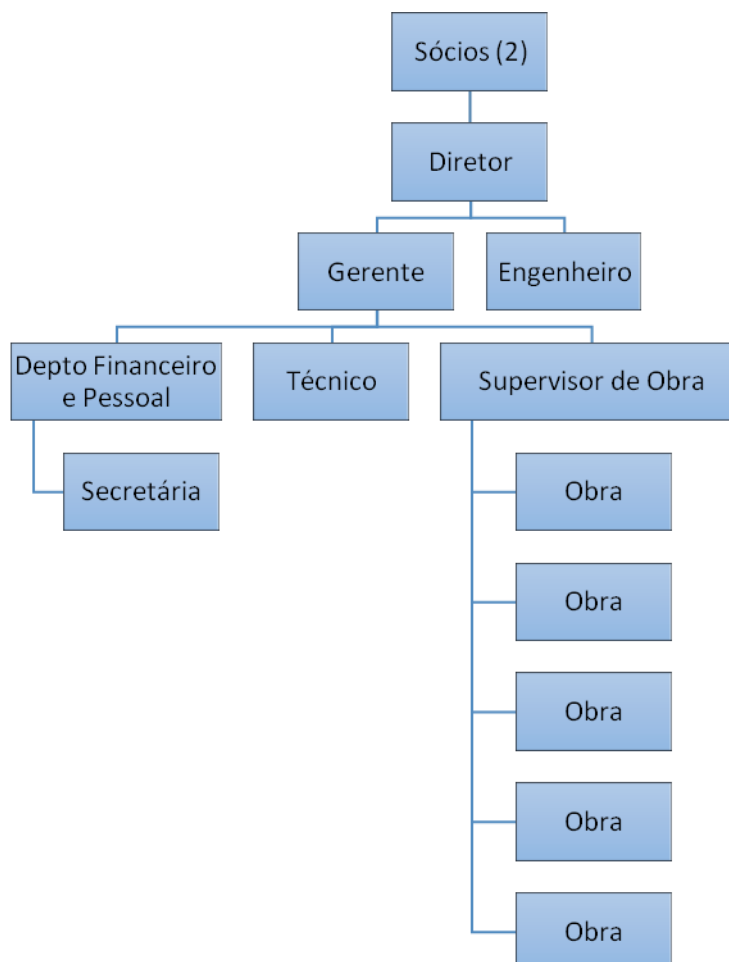 Sócios (2)
Diretor
Gerente
Engenheiro
Depto Financeiro
e Pessoal
Técnico
Supervisor de Obra
Secretária
Obra
Obra
Obra
Obra
Obra